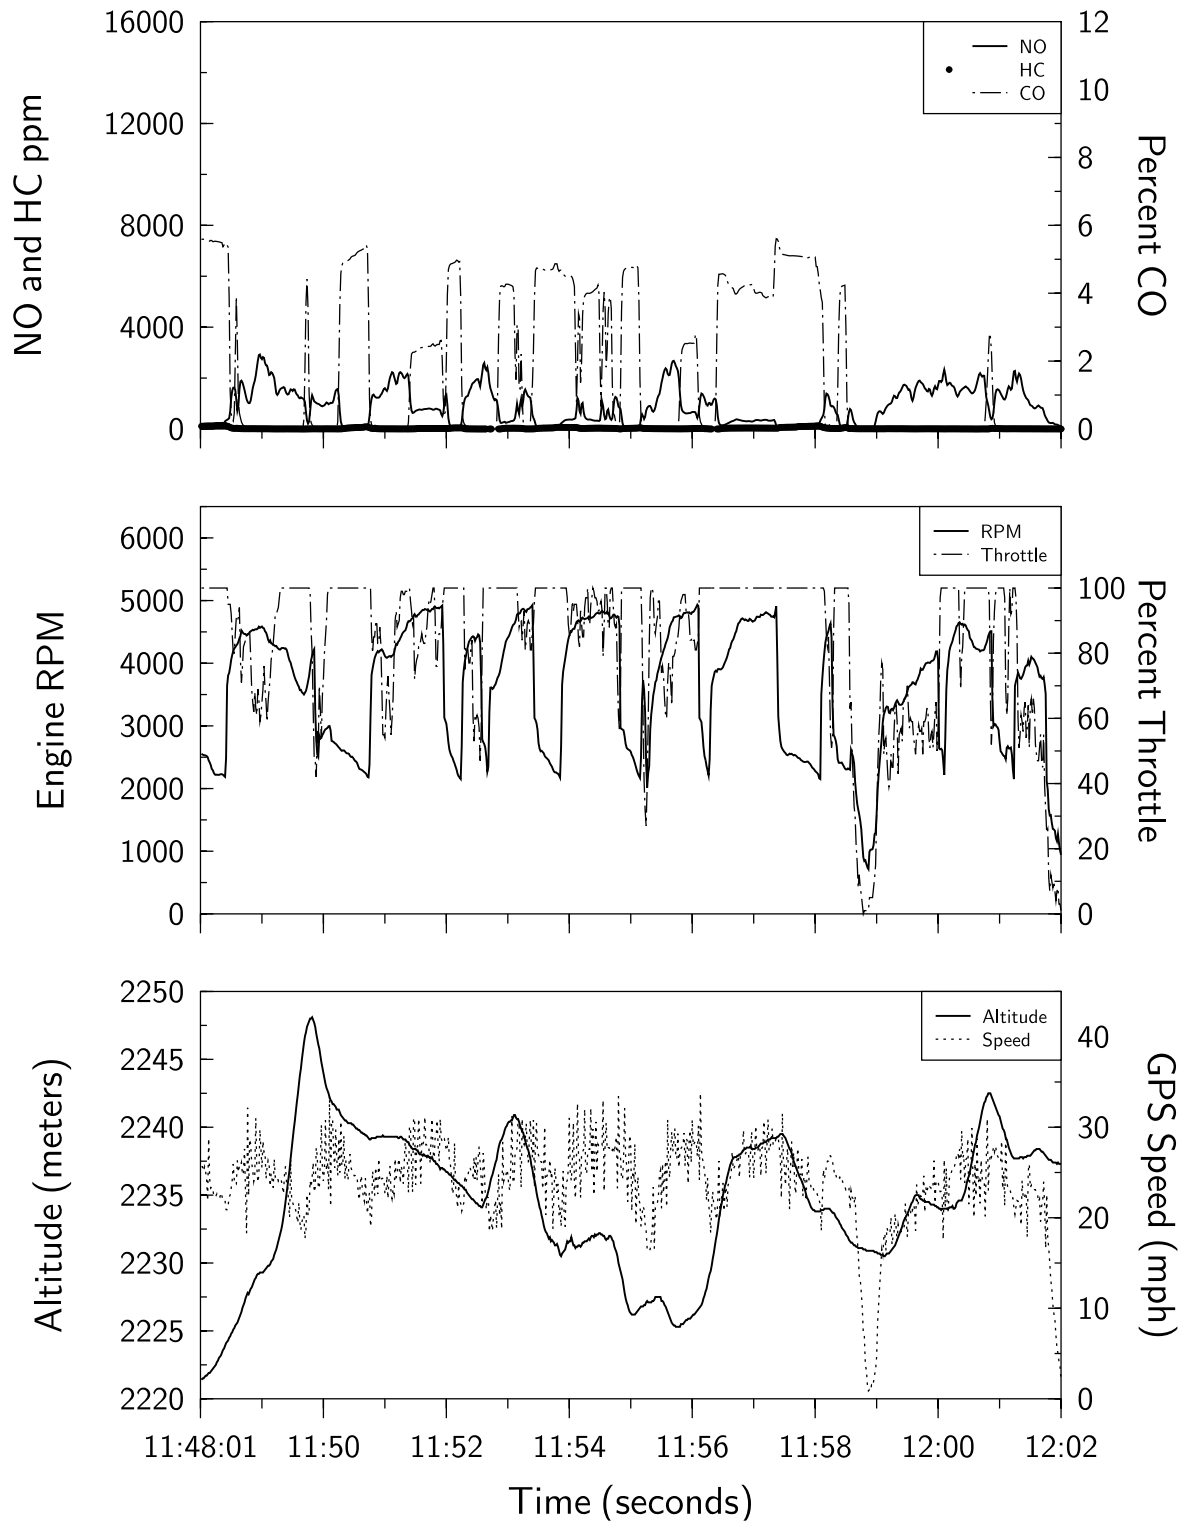 16000
12000
8000
4000
0
NO and HC ppm
12
10
8
6
4
2
0
Percent CO
NO
HC
CO
6000
5000
4000
3000
2000
1000
0
Engine RPM
100
80
60
40
20
0
Percent Throttle
RPM
Throttle
2250
2245
2240
2235
2230
2225
2220
Altitude (meters)
40
30
20
10
0
GPS Speed (mph)
Altitude
Speed
11:48:01 11:50 11:52 11:54 11:56 11:58 12:00 12:02
Time (seconds)